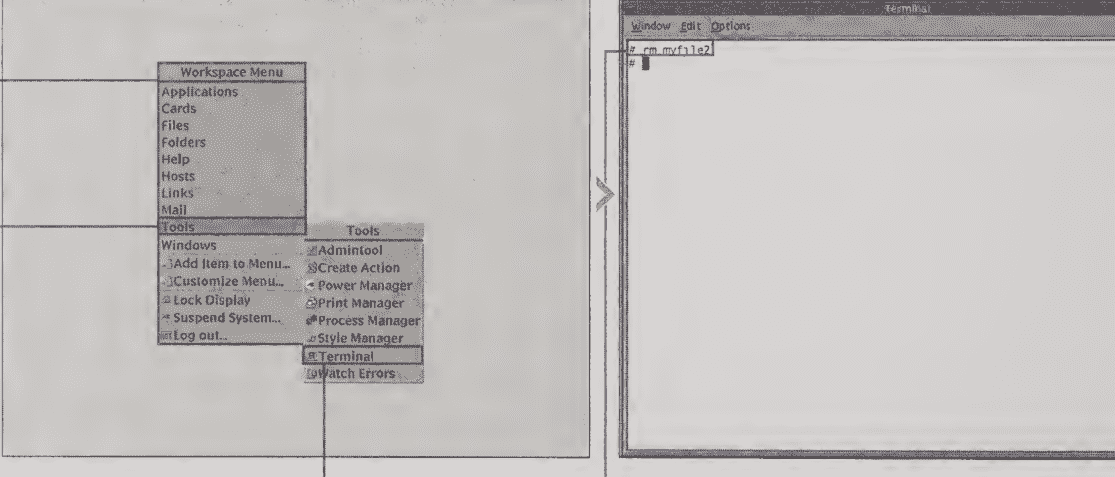 Workspace Menu
Applications
Cards
Files
Folders
Help
Hosts
Links
Mail
Tools
Windows
Add Item to Menu...
Customize Menu...
Lock Display
Suspend System...
Log out...
Tools
Admintool
Create Action
Power Manager
Print Manager
Process Manager
Style Manager
Terminal
Watch Errors
Terminal
Window Edit Options
# rm myfile2
#